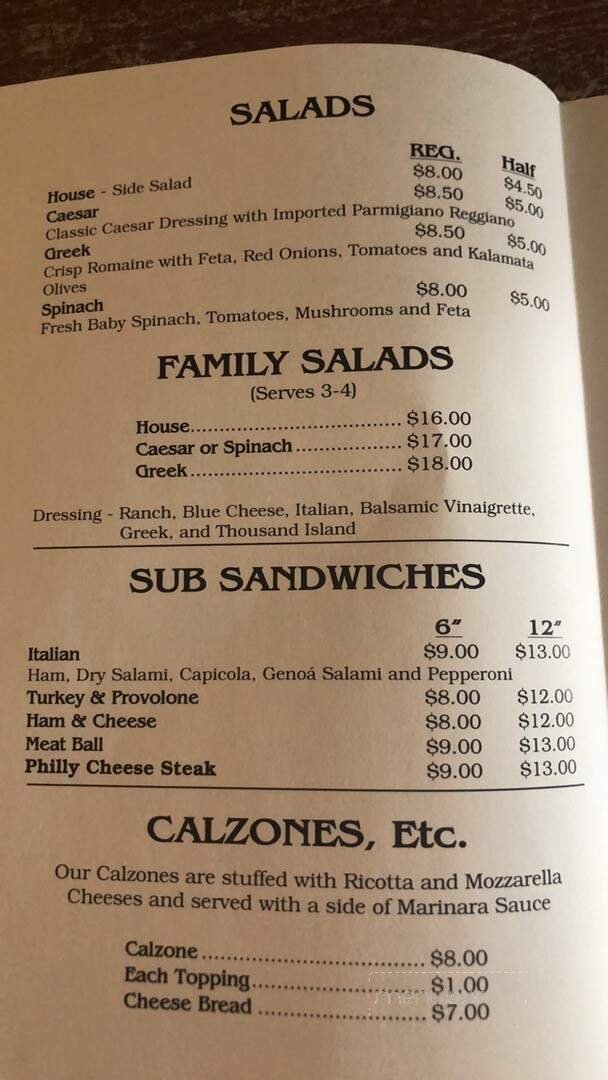 SALADS
REG. Half
House - Side Salad $8.00 $4.50
Caesar $8.50 $5.00
Classic Caesar Dressing with Imported Parmigiano Reggiano
Greek $8.50 $5.00
Crisp Romaine with Feta, Red Onions, Tomatoes and Kalamata
Olives
Spinach $8.00 $5.00
Fresh Baby Spinach, Tomatoes, Mushrooms and Feta
FAMILY SALADS
(Serves 3-4)
House.................................. $16.00
Caesar or Spinach ................. $17.00
Greek .................................. $18.00
Dressing - Ranch, Blue Cheese, Italian, Balsamic Vinaigrette,
Greek, and Thousand Island
SUB SANDWICHES
6″ 12″
Italian $9.00 $13.00
Ham, Dry Salami, Capicola, Genoá Salami and Pepperoni
Turkey & Provolone $8.00 $12.00
Ham & Cheese $8.00 $12.00
Meat Ball $9.00 $13.00
Philly Cheese Steak $9.00 $13.00
CALZONES, Etc.
Our Calzones are stuffed with Ricotta and Mozzarella
Cheeses and served with a side of Marinara Sauce
Calzone .................................... $8.00
Each Topping............................ $1.00
Cheese Bread ........................... $7.00